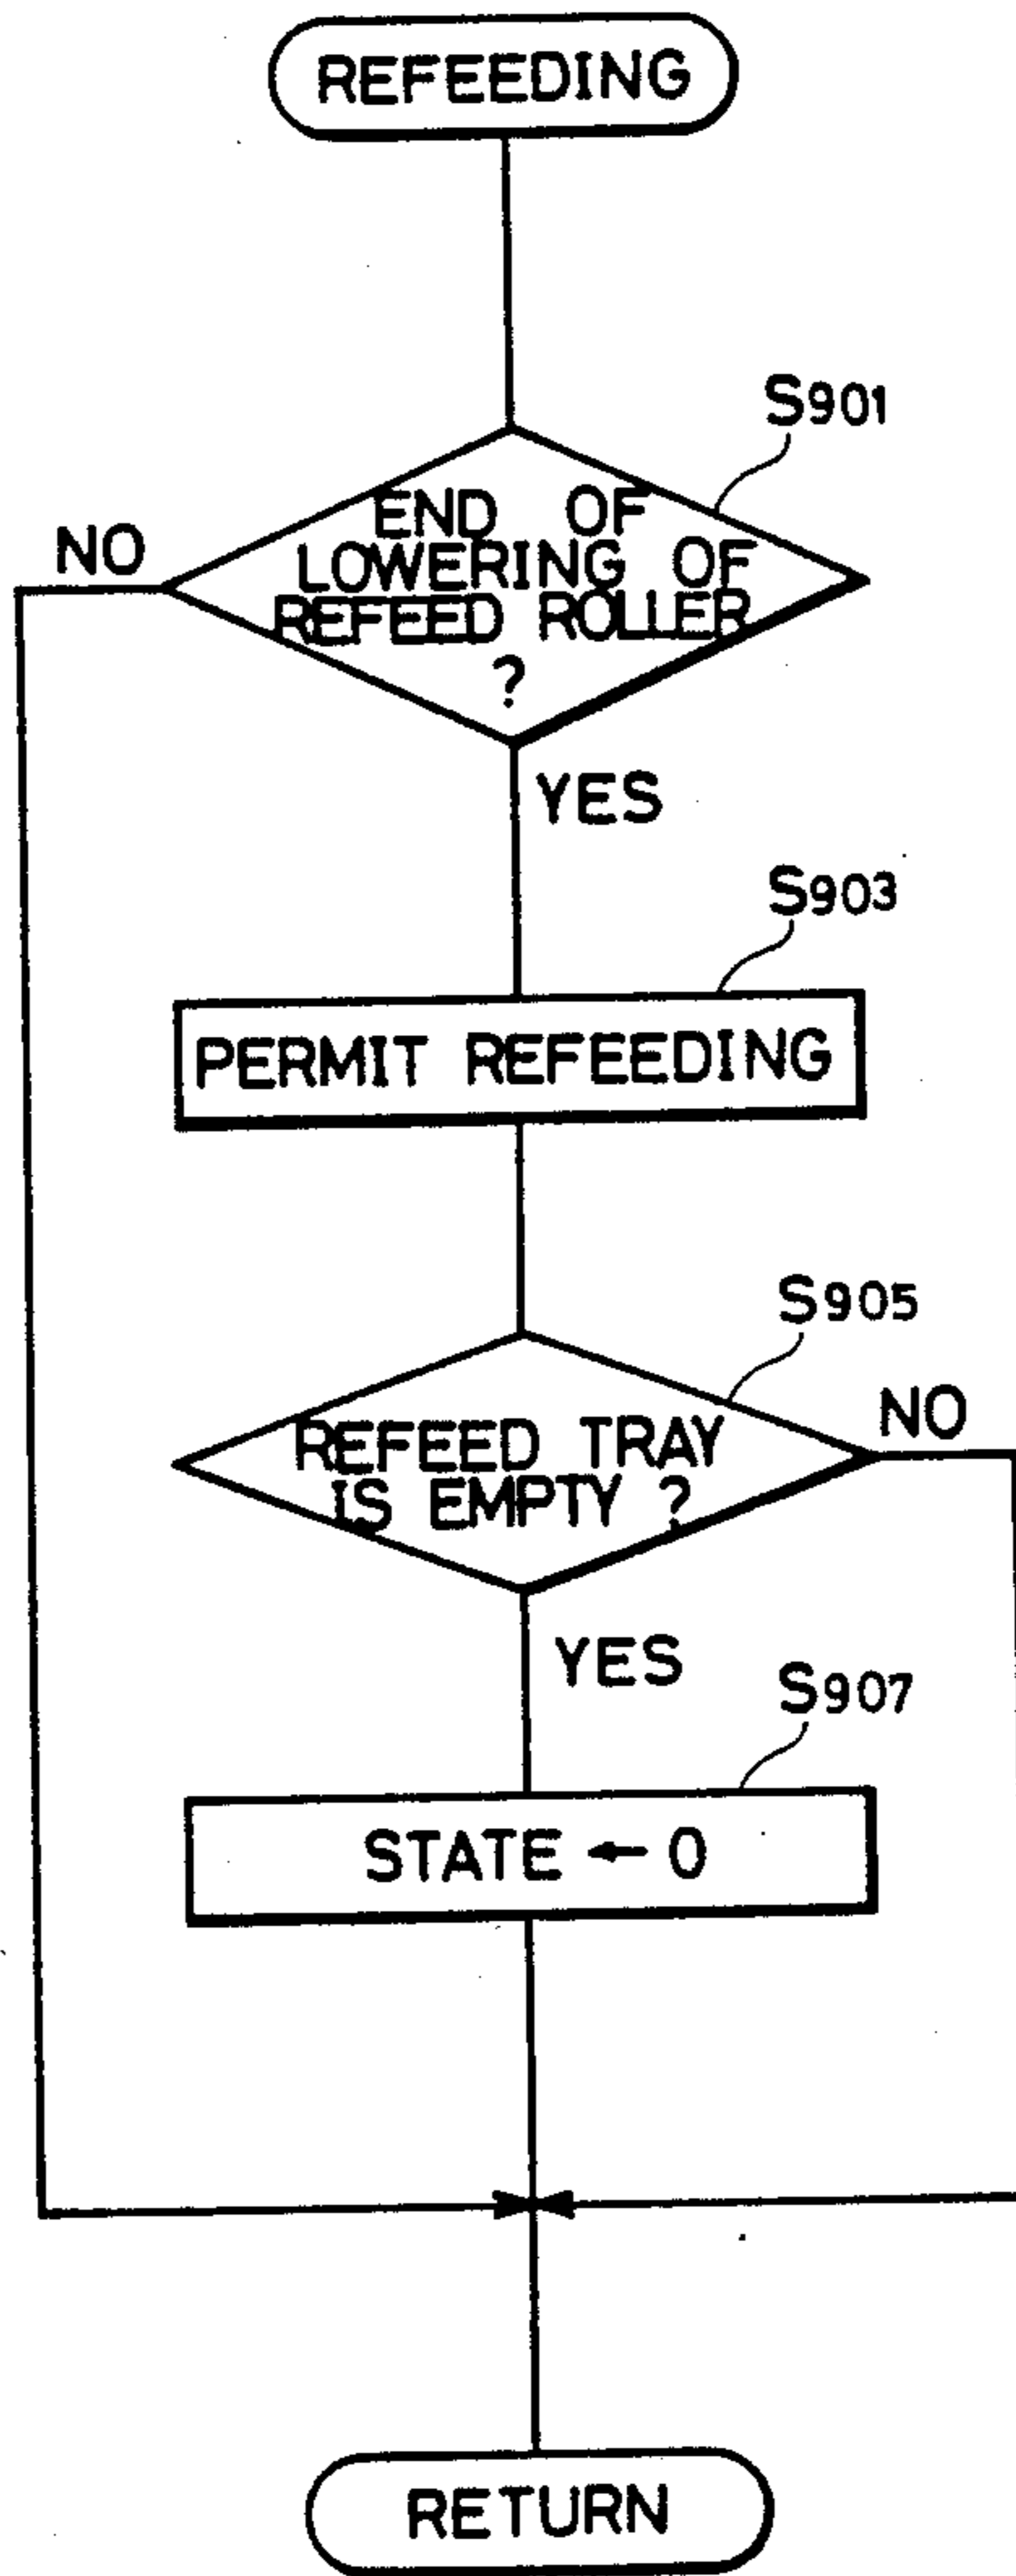 REFEEDING
S901
NO
END OF
LOWERING OF
REFEED ROLLER
?
YES
S903
PERMIT REFEEDING
S905
NO
REFEED TRAY
IS EMPTY ?
YES
S907
STATE ← 0
RETURN